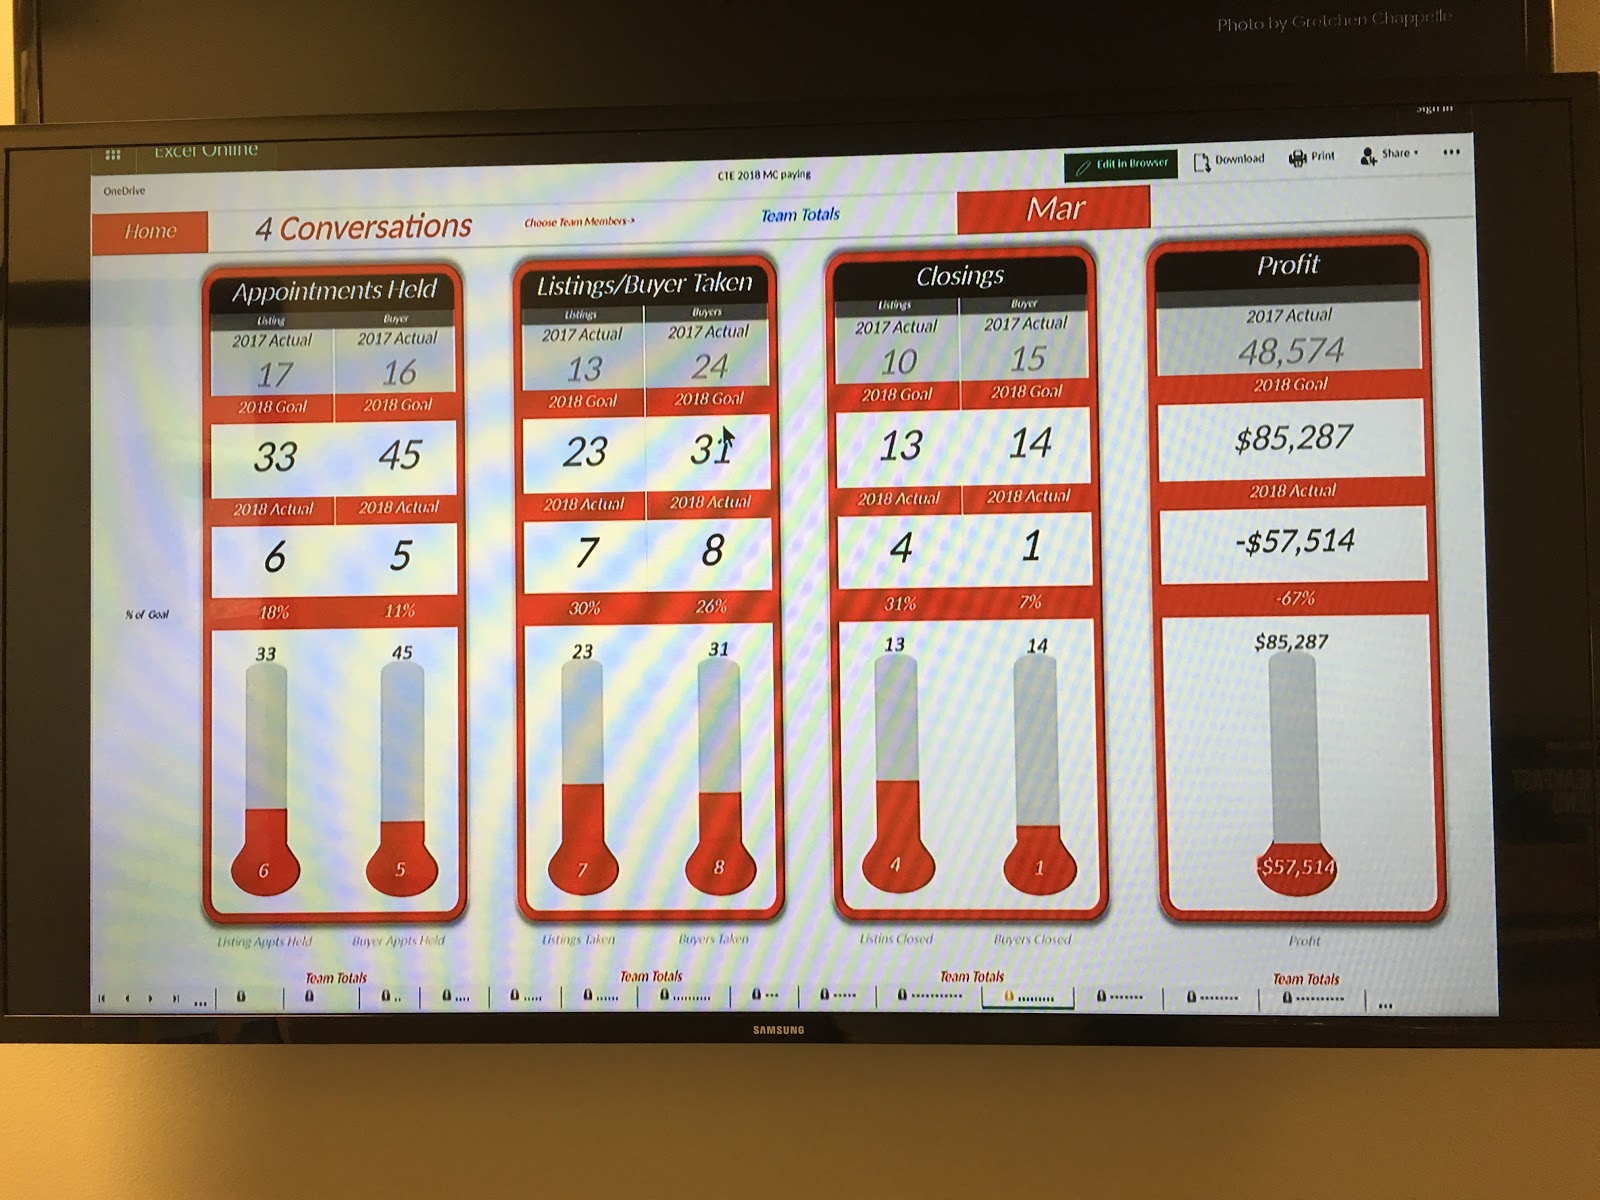 Photo by Gretchen Chappelle
Sign in
Excel Online
Edit in Browser Download Print Share
CTE 2018 MC paying
OneDrive
Home 4 Conversations Choose Team Members-> Team Totals Mar
Appointments Held Listings/Buyer Taken Closings Profit
Listing Buyer Listings Buyers Listings Buyer
2017 Actual 2017 Actual 2017 Actual 2017 Actual 2017 Actual 2017 Actual 2017 Actual
17 16 13 24 10 15 48,574
2018 Goal 2018 Goal 2018 Goal 2018 Goal 2018 Goal 2018 Goal 2018 Goal
33 45 23 31 13 14 $85,287
2018 Actual 2018 Actual 2018 Actual 2018 Actual 2018 Actual 2018 Actual 2018 Actual
6 5 7 8 4 1 -$57,514
% of Goal 18% 11% 30% 26% 31% 7% -67%
33 45 23 31 13 14 $85,287
6 5 7 8 4 1 -$57,514
Listing Appts Held Buyer Appts Held Listings Taken Buyers Taken Listins Closed Buyers Closed Profit
Team Totals Team Totals Team Totals Team Totals
SAMSUNG